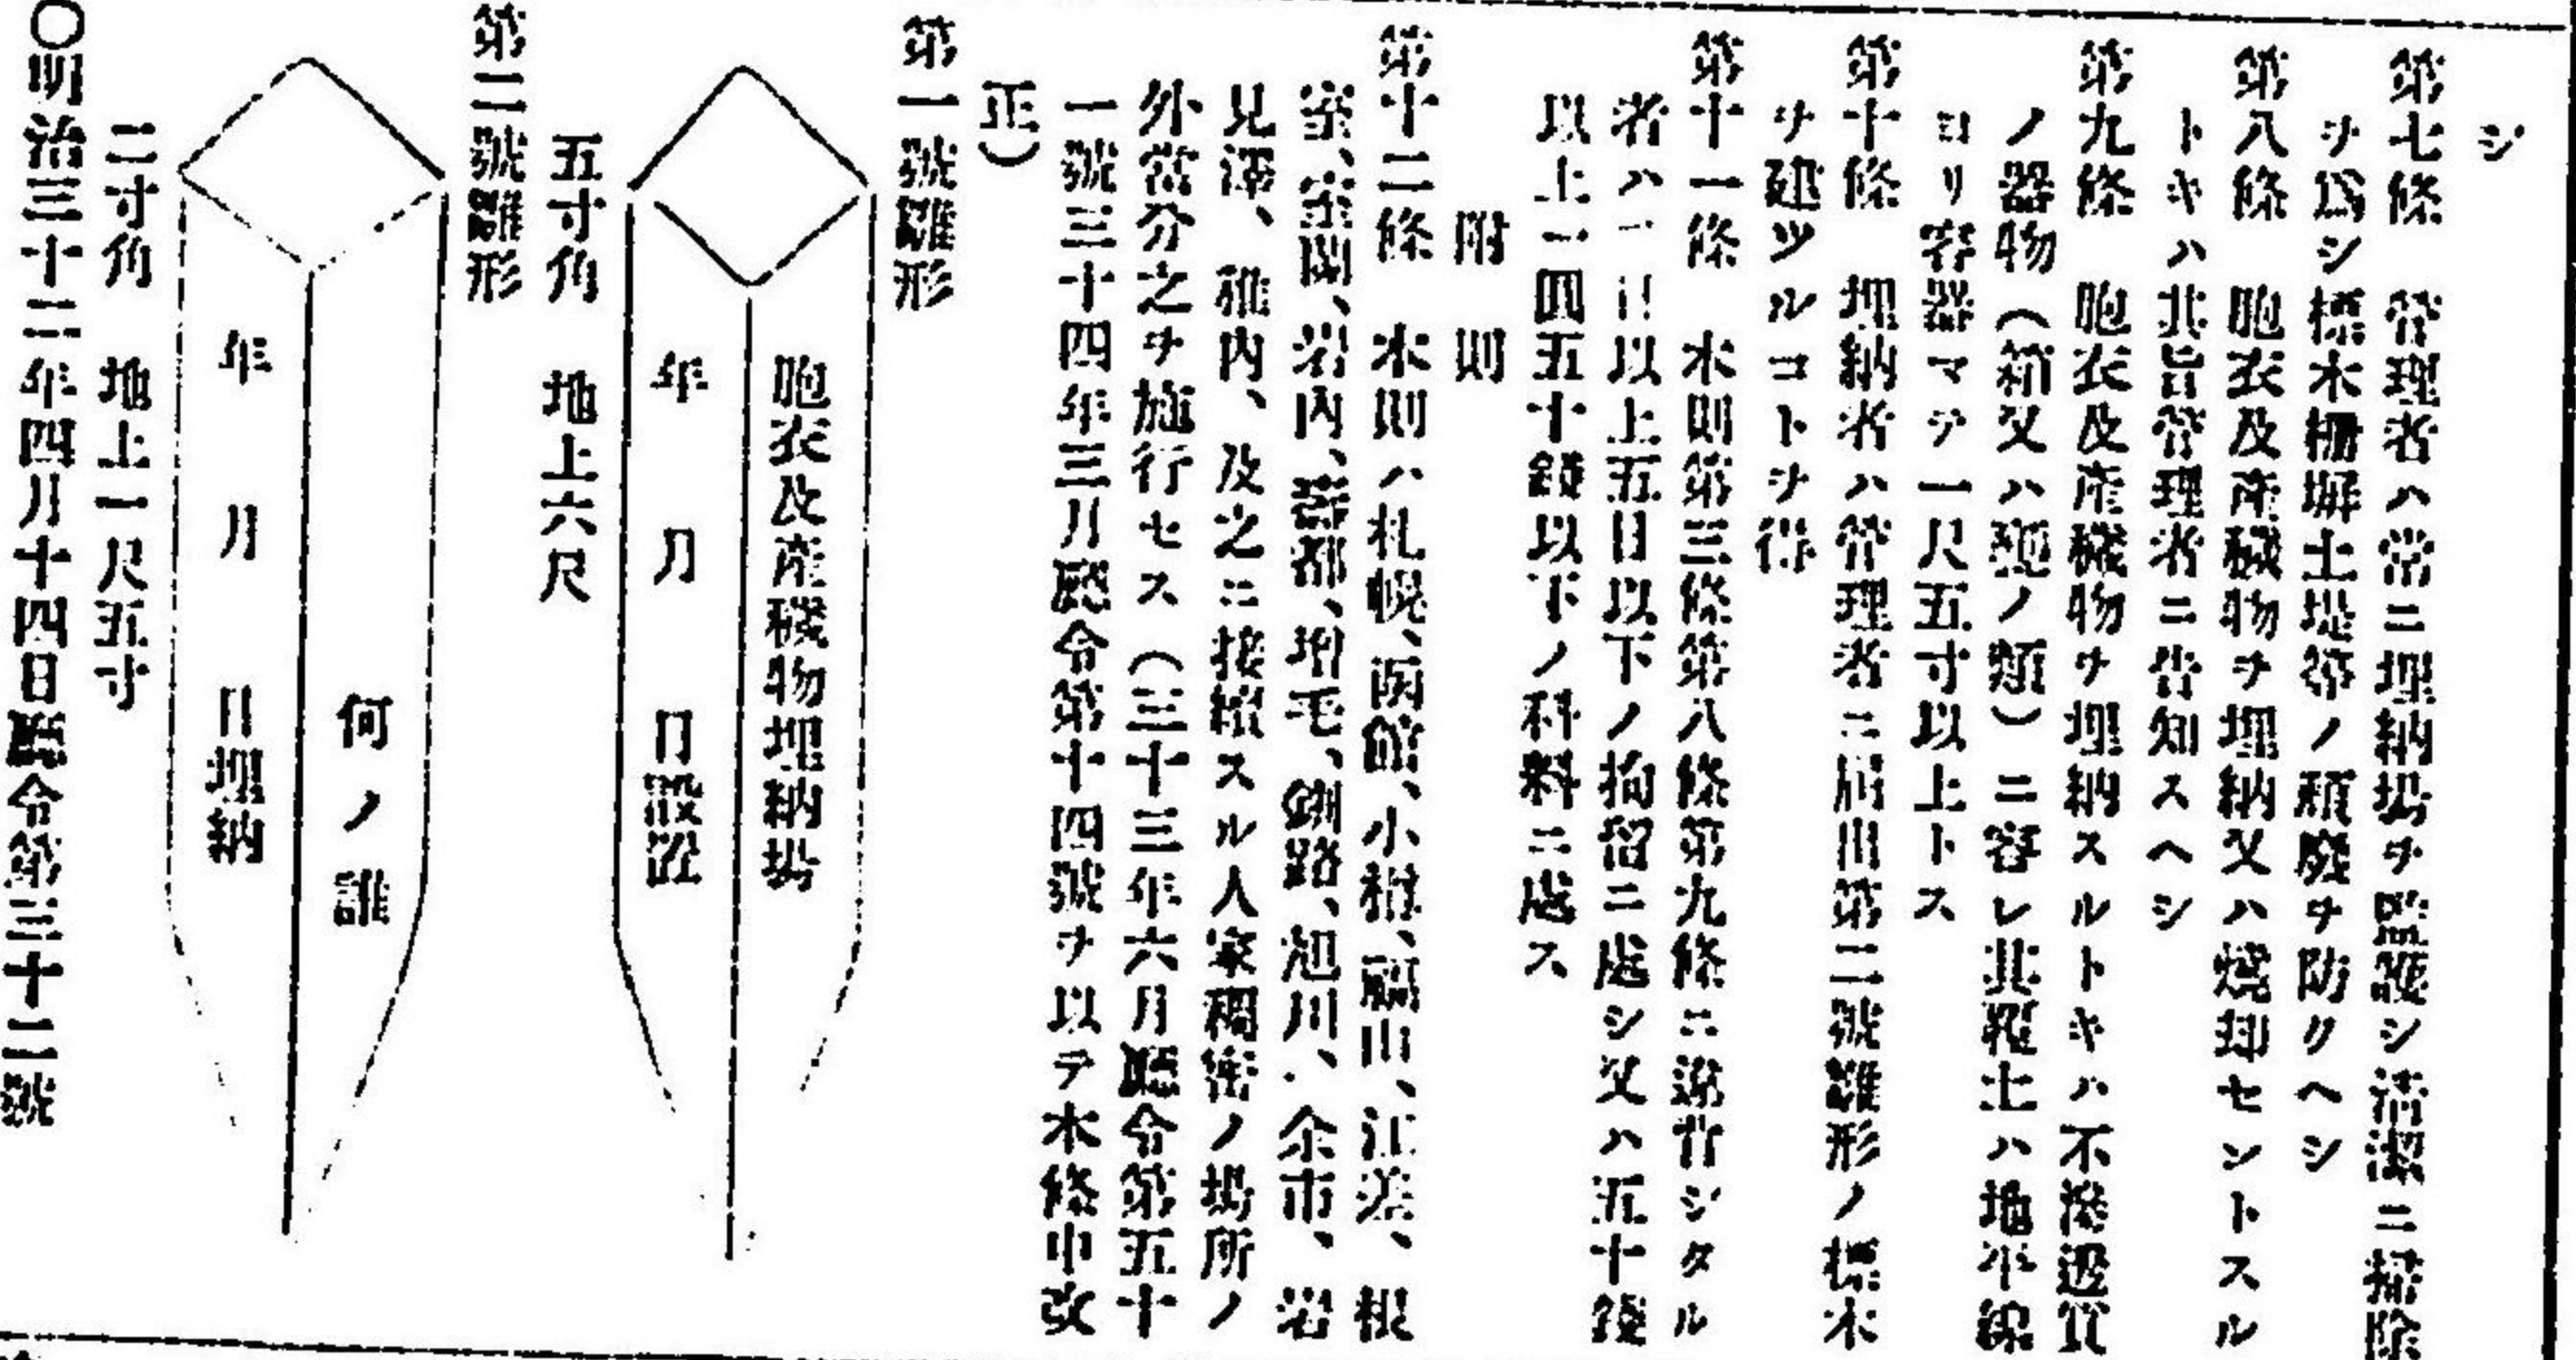 シ
第七條　管理者ハ常ニ埋納場ヲ監護シ清潔ニ掃除
ヲ爲シ標木柵塀土堤等ノ頽廢ヲ防クヘシ
第八條　胞衣及産穢物ヲ埋納又ハ燒却セントスル
トキハ其旨管理者ニ告知スヘシ
第九條　胞衣及産穢物ヲ埋納スルトキハ不滲透質
ノ器物（箱又ハ甕ノ類）ニ容レ其覆土ハ地平線
ヨリ容器マテ一尺五寸以上トス
第十條　埋納者ハ管理者ニ届出第二號雛形ノ標木
ヲ建ツルコトヲ得
第十一條　本則第三條第八條第九條ニ違背シタル
者ハ一日以上五日以下ノ拘留ニ處シ又ハ五十錢
以上一圓五十錢以下ノ科料ニ處ス
附則
第十二條　本則ハ札幌、函館、小樽、福山、江差、根
室、室蘭、岩内、壽都、増毛、釧路、旭川、余市、岩
見澤、稚内、及之ニ接續スル人家稠密ノ場所ノ
外當分之ヲ施行セス（三十三年六月廳令第五十
一號三十四年三月廳令第十四號ヲ以テ本條中改
正）
第一號雛形
胞衣及産穢物埋納場
年　月　日設置
五寸角　地上六尺
第二號雛形
何ノ誰
年　月　日埋納
二寸角　地上一尺五寸
〇明治三十二年四月十四日廳令第三十二號